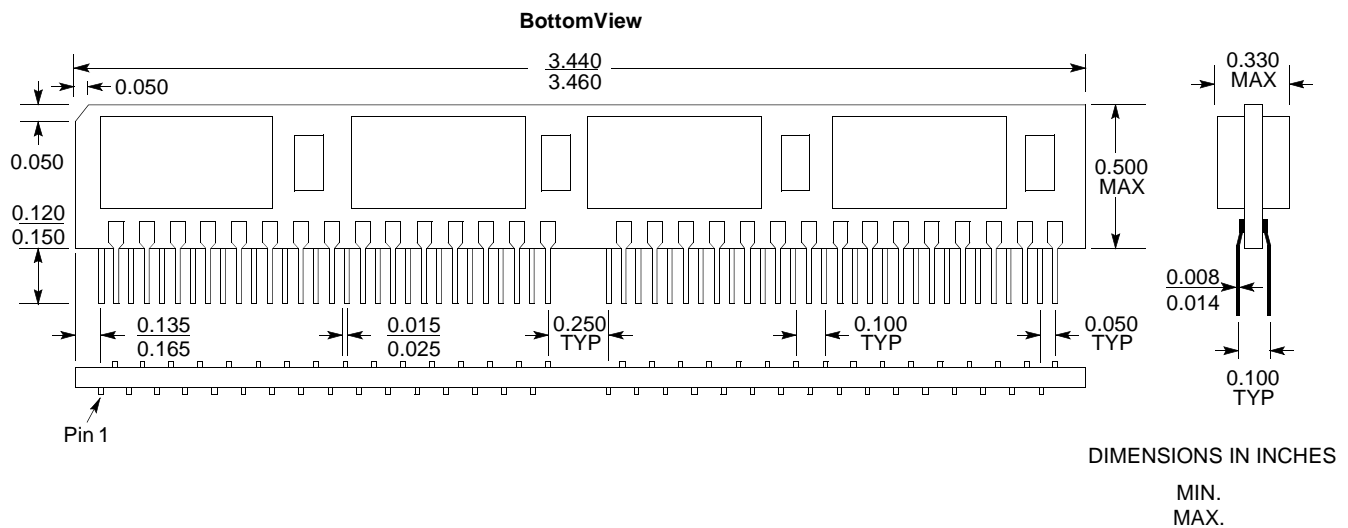 BottomView
3.440
3.460
0.050
0.330
MAX
0.050
0.500
MAX
0.120
0.150
0.008
0.014
0.135
0.165
0.015
0.025
0.250
TYP
0.100
TYP
0.050
TYP
0.100
TYP
Pin 1
DIMENSIONS IN INCHES
MIN.
MAX.